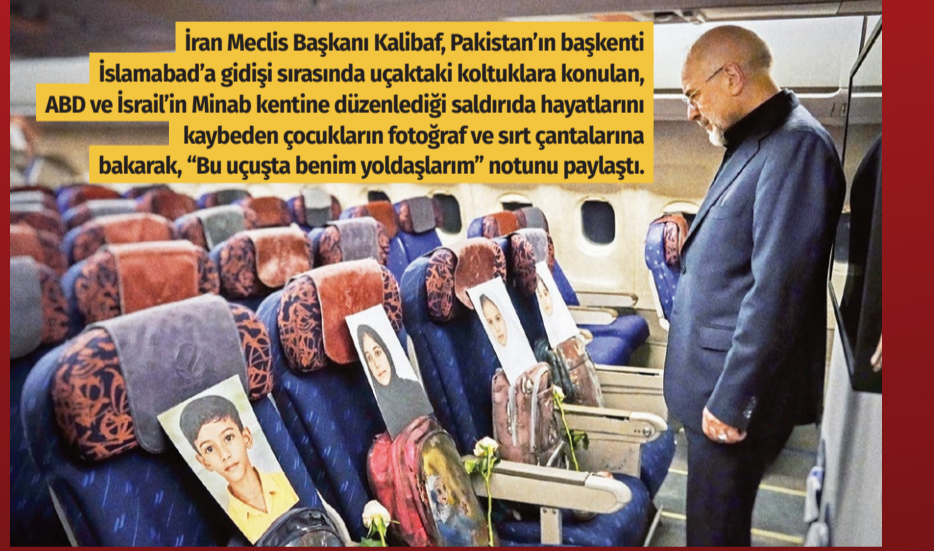 İran Meclis Başkanı Kalibaf, Pakistan’ın başkenti
İslamabad’a gidişi sırasında uçaktaki koltuklara konulan,
ABD ve İsrail’in Minab kentine düzenlediği saldırıda hayatlarını
kaybeden çocukların fotoğraf ve sırt çantalarına
bakarak, “Bu uçuşta benim yoldaşlarım” notunu paylaştı.